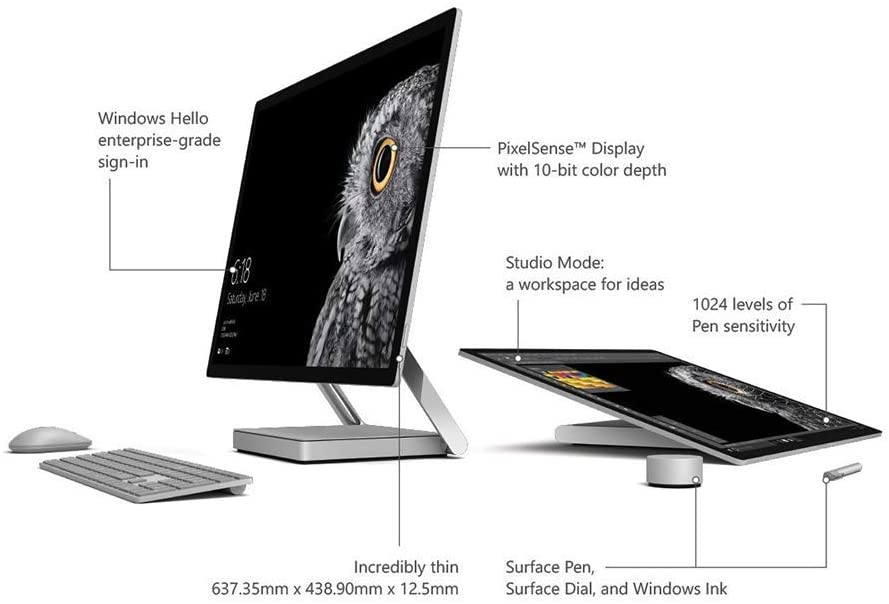 Windows Hello
enterprise-grade
sign-in
PixelSense™ Display
with 10-bit color depth
6:18
Saturday, June 18
Studio Mode:
a workspace for ideas
1024 levels of
Pen sensitivity
Incredibly thin
637.35mm x 438.90mm x 12.5mm
Surface Pen,
Surface Dial, and Windows Ink